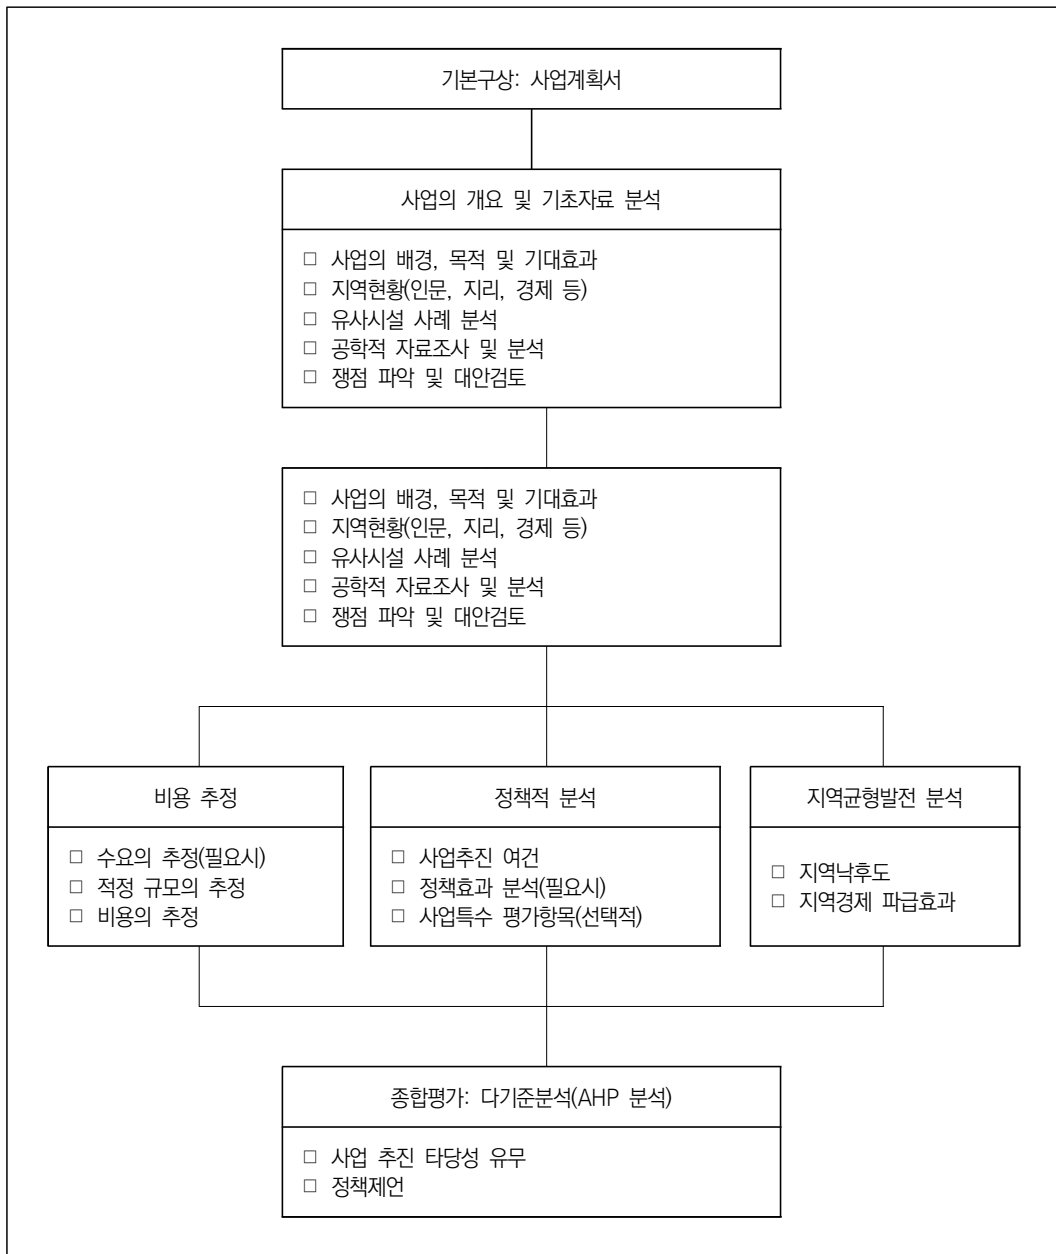 기본구상: 사업계획서
사업의 개요 및 기초자료 분석
□ 사업의 배경, 목적 및 기대효과
□ 지역현황(인문, 지리, 경제 등)
□ 유사시설 사례 분석
□ 공학적 자료조사 및 분석
□ 쟁점 파악 및 대안검토
□ 사업의 배경, 목적 및 기대효과
□ 지역현황(인문, 지리, 경제 등)
□ 유사시설 사례 분석
□ 공학적 자료조사 및 분석
□ 쟁점 파악 및 대안검토
비용 추정
□ 수요의 추정(필요시)
□ 적정 규모의 추정
□ 비용의 추정
정책적 분석
□ 사업추진 여건
□ 정책효과 분석(필요시)
□ 사업특수 평가항목(선택적)
지역균형발전 분석
□ 지역낙후도
□ 지역경제 파급효과
종합평가: 다기준분석(AHP 분석)
□ 사업 추진 타당성 유무
□ 정책제언